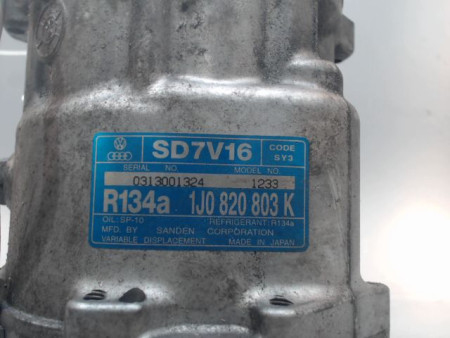 SD7V16
CODE
SY3
SERIAL NO.
MODEL NO.
0313001324
1233
R134a 1J0 820 803 K
OIL: SP-10
REFRIGERANT: R134a
MFD. BY SANDEN CORPORATION
VARIABLE DISPLACEMENT MADE IN JAPAN